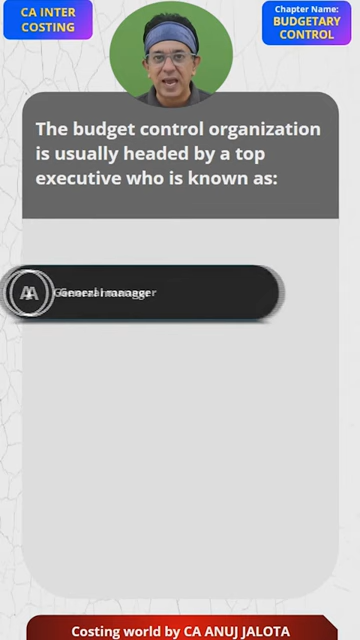 CA INTER
COSTING
Chapter Name:
BUDGETARY
CONTROL
The budget control organization
is usually headed by a top
executive who is known as:
A General manager
Costing world by CA ANUJ JALOTA